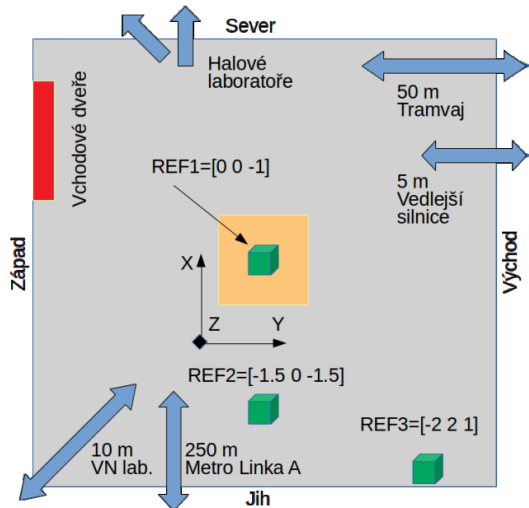 Sever
Halové
laboratoře
50 m
Tramvaj
Vchodové dveře
5 m
Vedlejší
silnice
REF1=[0 0 -1]
Západ
Východ
X
Z
Y
REF2=[-1.5 0 -1.5]
REF3=[-2 2 1]
10 m
VN lab.
250 m
Metro Linka A
Jih